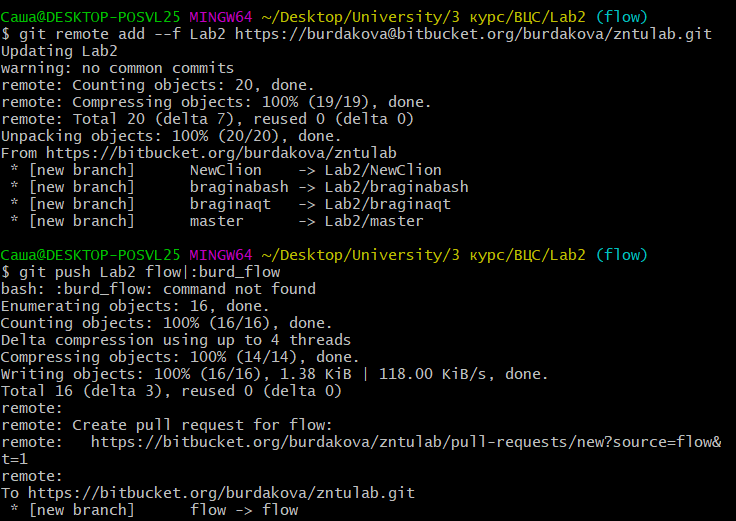 Саша@DESKTOP-POSVL25 MINGW64 ~/Desktop/University/3 курс/ВЦС/Lab2 (flow)
$ git remote add --f Lab2 https://burdakova@bitbucket.org/burdakova/zntulab.git
Updating Lab2
warning: no common commits
remote: Counting objects: 20, done.
remote: Compressing objects: 100% (19/19), done.
remote: Total 20 (delta 7), reused 0 (delta 0)
Unpacking objects: 100% (20/20), done.
From https://bitbucket.org/burdakova/zntulab
 * [new branch]      NewClion    -> Lab2/NewClion
 * [new branch]      braginabash -> Lab2/braginabash
 * [new branch]      braginaqt   -> Lab2/braginaqt
 * [new branch]      master      -> Lab2/master
Саша@DESKTOP-POSVL25 MINGW64 ~/Desktop/University/3 курс/ВЦС/Lab2 (flow)
$ git push Lab2 flow|:burd_flow
bash: :burd_flow: command not found
Enumerating objects: 16, done.
Counting objects: 100% (16/16), done.
Delta compression using up to 4 threads
Compressing objects: 100% (14/14), done.
Writing objects: 100% (16/16), 1.38 KiB | 118.00 KiB/s, done.
Total 16 (delta 3), reused 0 (delta 0)
remote:
remote: Create pull request for flow:
remote:   https://bitbucket.org/burdakova/zntulab/pull-requests/new?source=flow&
t=1
remote:
To https://bitbucket.org/burdakova/zntulab.git
 * [new branch]      flow -> flow